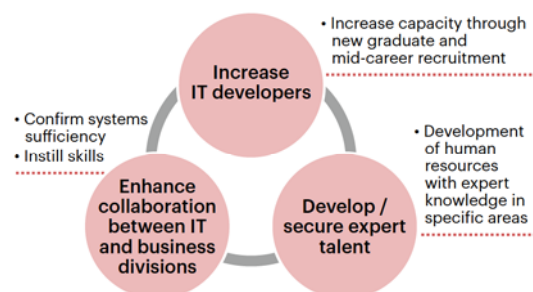 • Increase capacity through
new graduate and
mid-career recruitment
Increase
IT developers
• Confirm systems
sufficiency
• Instill skills
• Development
of human
resources
with expert
knowledge in
specific areas
Enhance
collaboration
between IT
and business
divisions
Develop /
secure expert
talent